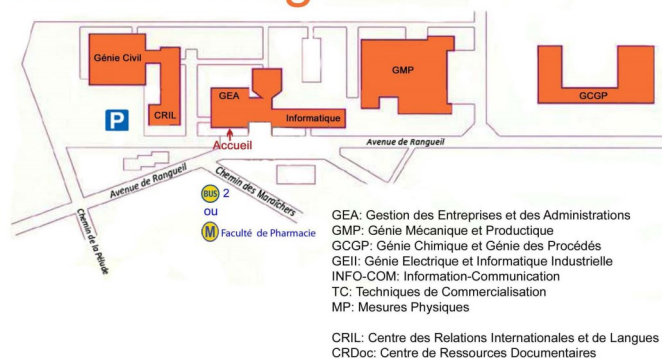 Génie Civil
GMP
GCGP
GEA
CRIL
Informatique
P
Accueil
Avenue de Rangueil
Avenue de Rangueil
Chemin des Maraîchers
Chemin de la Pélude
BUS 2
ou
M Faculté de Pharmacie
GEA: Gestion des Entreprises et des Administrations
GMP: Génie Mécanique et Productique
GCGP: Génie Chimique et Génie des Procédés
GEII: Génie Electrique et Informatique Industrielle
INFO-COM: Information-Communication
TC: Techniques de Commercialisation
MP: Mesures Physiques
CRIL: Centre des Relations Internationales et de Langues
CRDoc: Centre de Ressources Documentaires